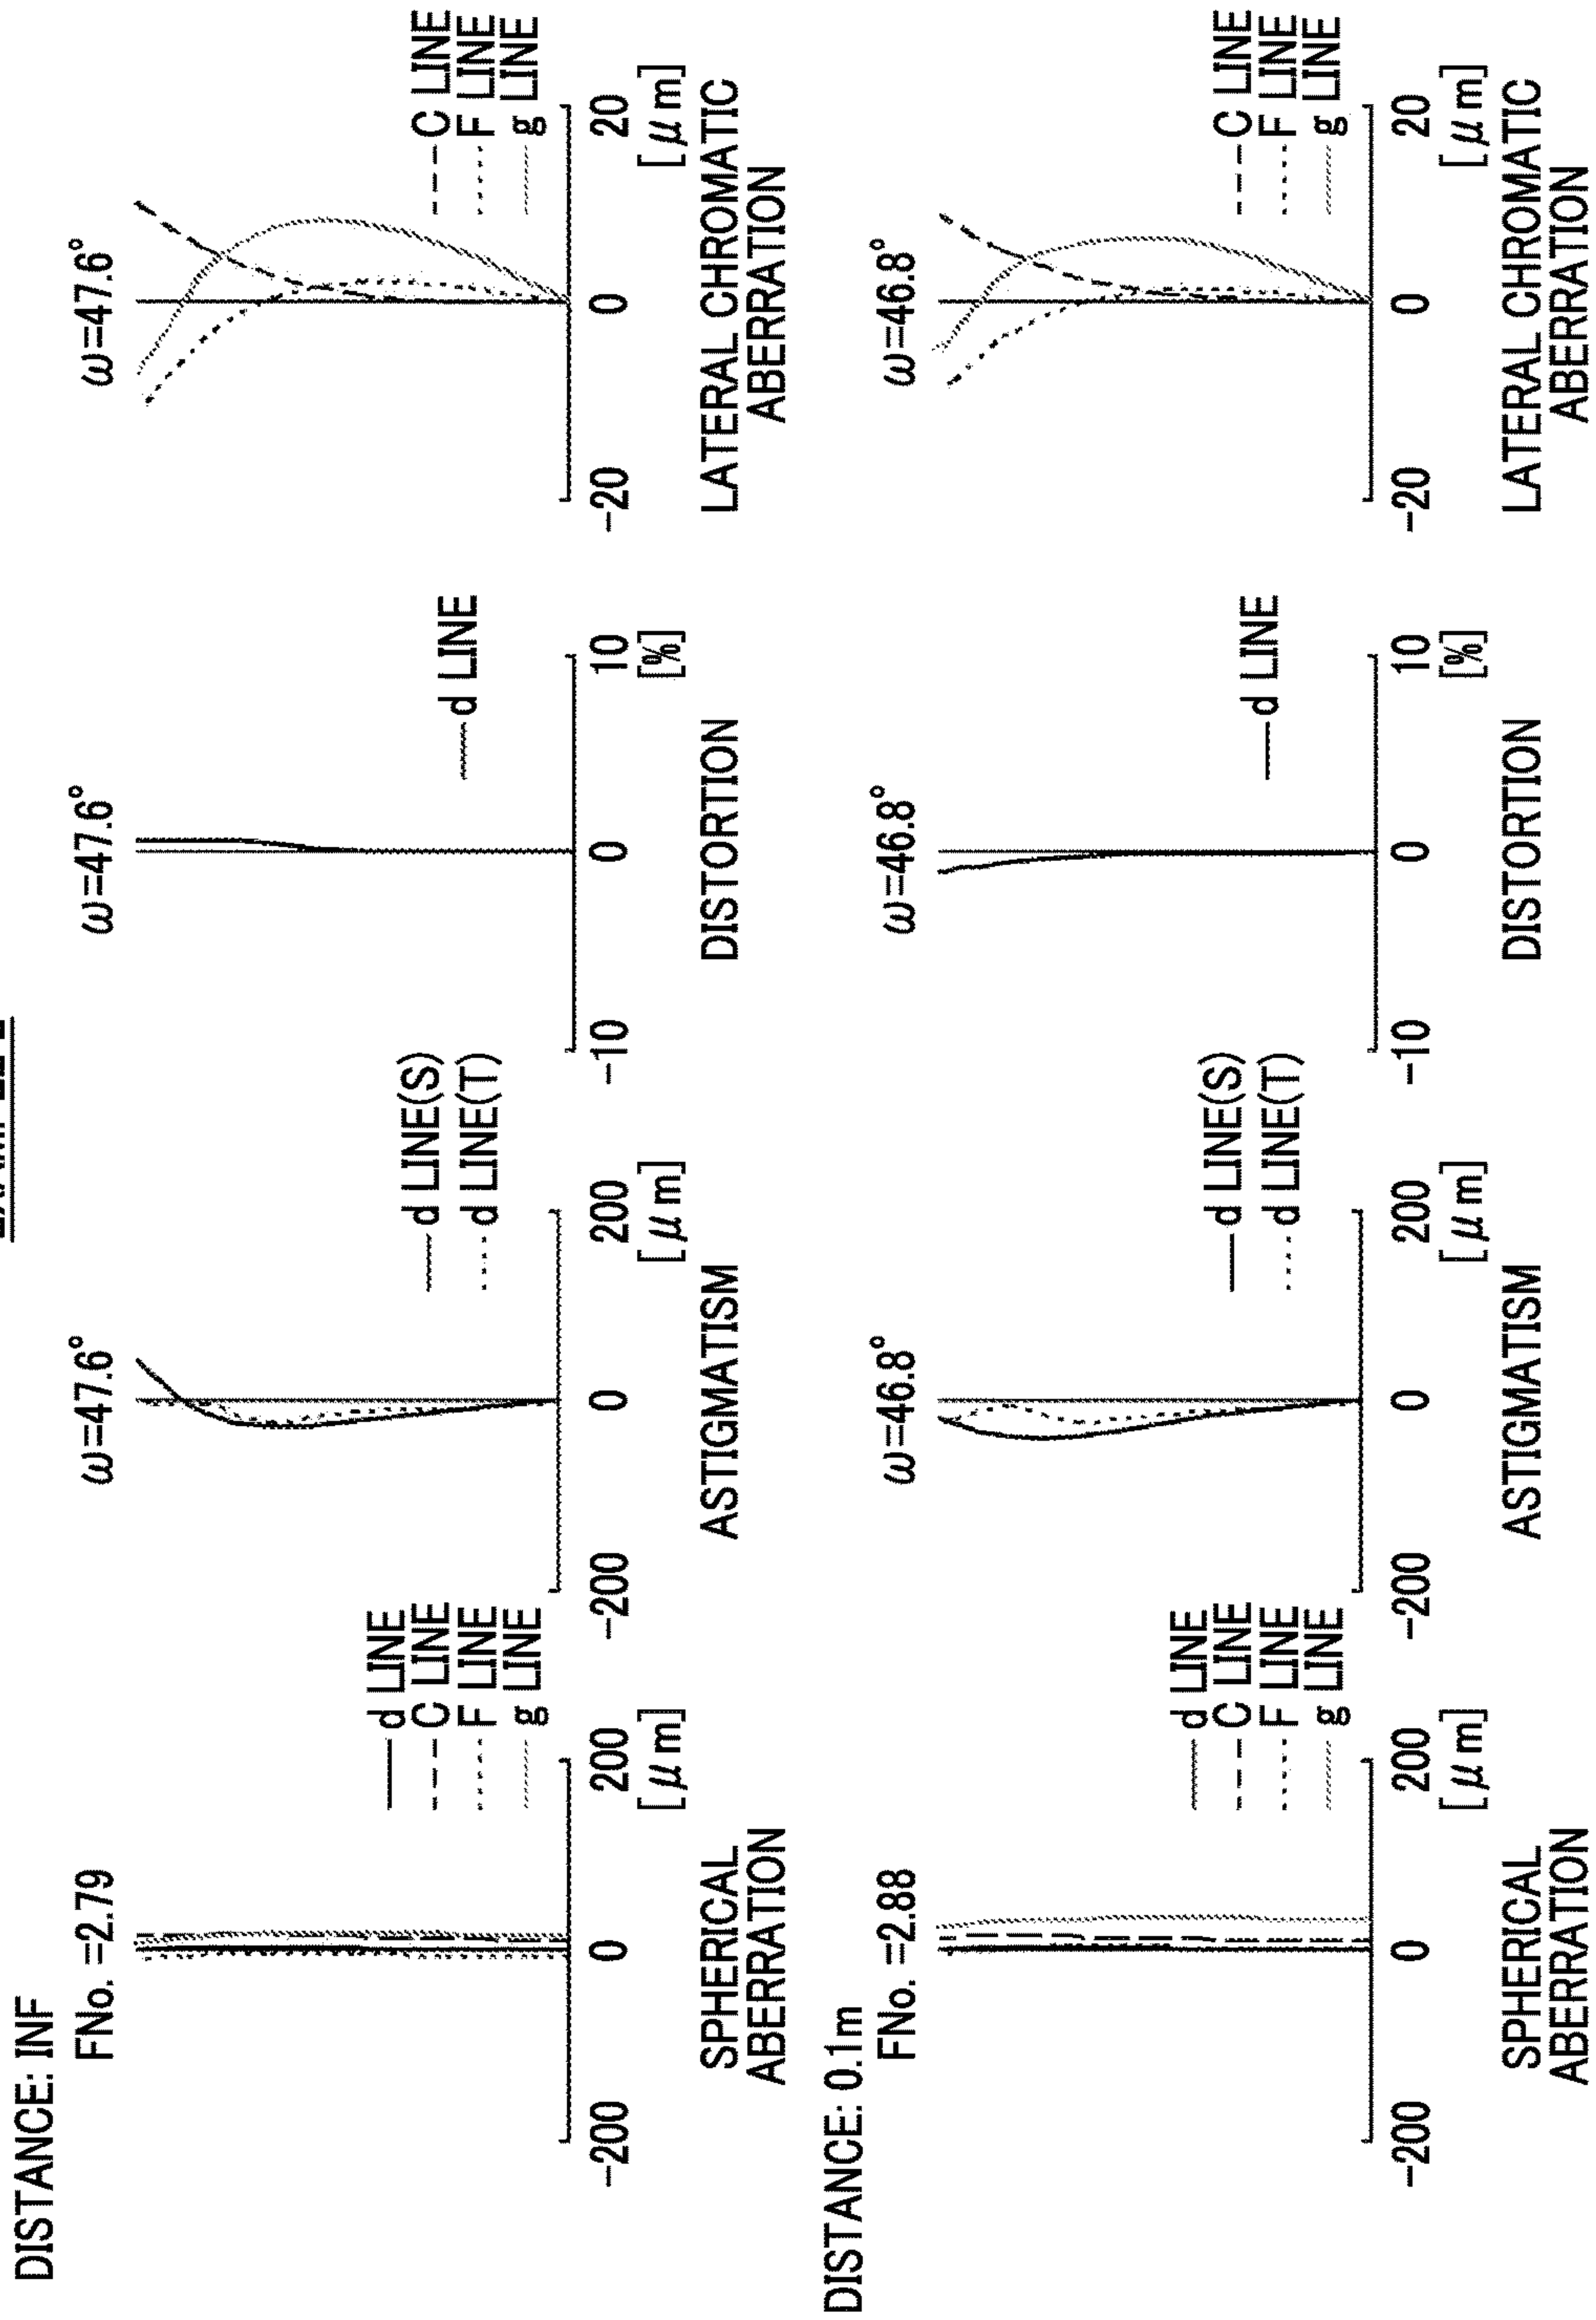 DISTANCE: INF
FNo. =2.79
d LINE
C LINE
F LINE
g LINE
-200
0
200
[μm]
SPHERICAL
ABERRATION
ω=47.6°
d LINE(S)
d LINE(T)
-200
0
200
[μm]
ASTIGMATISM
ω=47.6°
d LINE
-10
0
10
[%]
DISTORTION
ω=47.6°
C LINE
F LINE
g LINE
-20
0
20
[μm]
LATERAL CHROMATIC
ABERRATION
DISTANCE: 0.1m
FNo. =2.88
d LINE
C LINE
F LINE
g LINE
-200
0
200
[μm]
SPHERICAL
ABERRATION
ω=46.8°
d LINE(S)
d LINE(T)
-200
0
200
[μm]
ASTIGMATISM
ω=46.8°
d LINE
-10
0
10
[%]
DISTORTION
ω=46.8°
C LINE
F LINE
g LINE
-20
0
20
[μm]
LATERAL CHROMATIC
ABERRATION